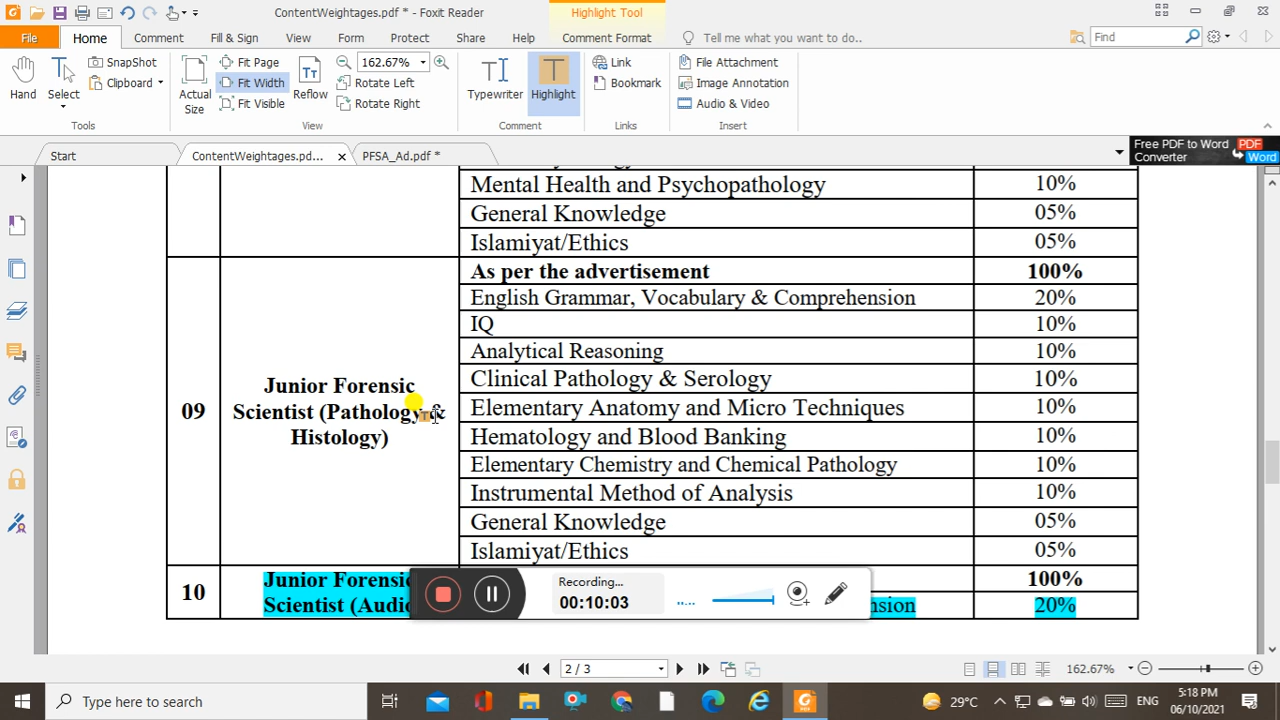 ContentWeightages.pdf * - Foxit Reader
Highlight Tool
File
Home
Comment
Fill & Sign
View
Form
Protect
Share
Help
Comment Format
Tell me what you want to do..
Find
Hand
Select
SnapShot
Clipboard
Tools
Actual Size
Fit Page
Fit Width
Fit Visible
Reflow
162.67%
Rotate Left
Rotate Right
View
Typewriter
Highlight
Comment
Link
Bookmark
Links
File Attachment
Image Annotation
Audio & Video
Insert
Start
ContentWeightages.pd...
PFSA_Ad.pdf *
Free PDF to Word
Converter
PDF
Word
Mental Health and Psychopathology 10%
General Knowledge 05%
Islamiyat/Ethics 05%
09
Junior Forensic
Scientist (Pathology &
Histology)
As per the advertisement 100%
English Grammar, Vocabulary & Comprehension 20%
IQ 10%
Analytical Reasoning 10%
Clinical Pathology & Serology 10%
Elementary Anatomy and Micro Techniques 10%
Hematology and Blood Banking 10%
Elementary Chemistry and Chemical Pathology 10%
Instrumental Method of Analysis 10%
General Knowledge 05%
Islamiyat/Ethics 05%
10
Junior Forensic
Scientist (Audio
100%
20%
Recording...
00:10:03
2 / 3
162.67%
Type here to search
29°C
ENG
5:18 PM
06/10/2021